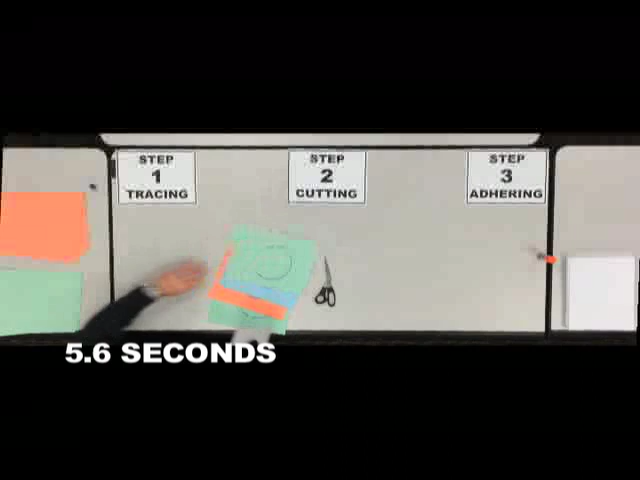 STEP
1
TRACING
STEP
2
CUTTING
STEP
3
ADHERING
5.6 SECONDS